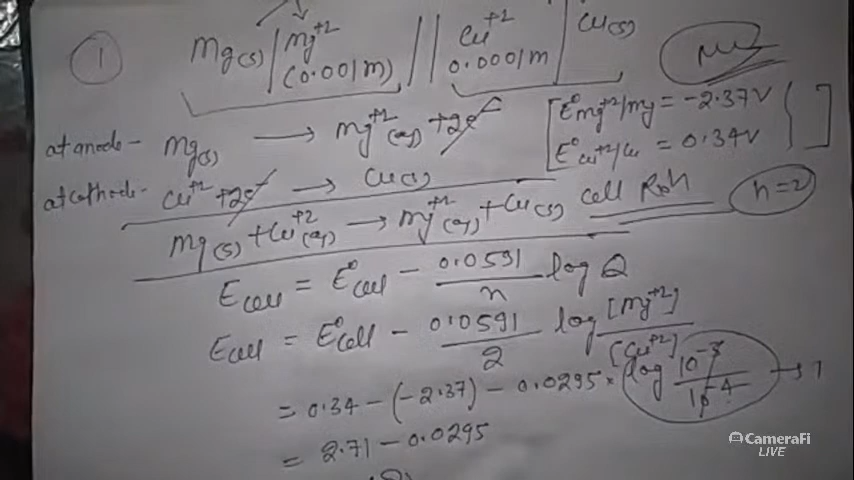 1 Mg(s) | Mg+2 (0.001M) || Cu+2 0.0001M | Cu(s)
at anode - Mg(s) → Mg+2(aq) + 2e- [E°Mg+2/Mg = -2.37V
at cathode - Cu+2 + 2e- → Cu(s) E°Cu+2/Cu = 0.34V ]
Mg(s) + Cu+2(aq) → Mg+2(aq) + Cu(s) cell Rxn n=2
Ecell = E°cell - 0.0591/n log Q
Ecell = E°cell - 0.0591/2 log [Mg+2]/[Cu+2]
= 0.34 - (-2.37) - 0.0295 × log 10-3/10-4 → 1
= 2.71 - 0.0295
CameraFi
LIVE